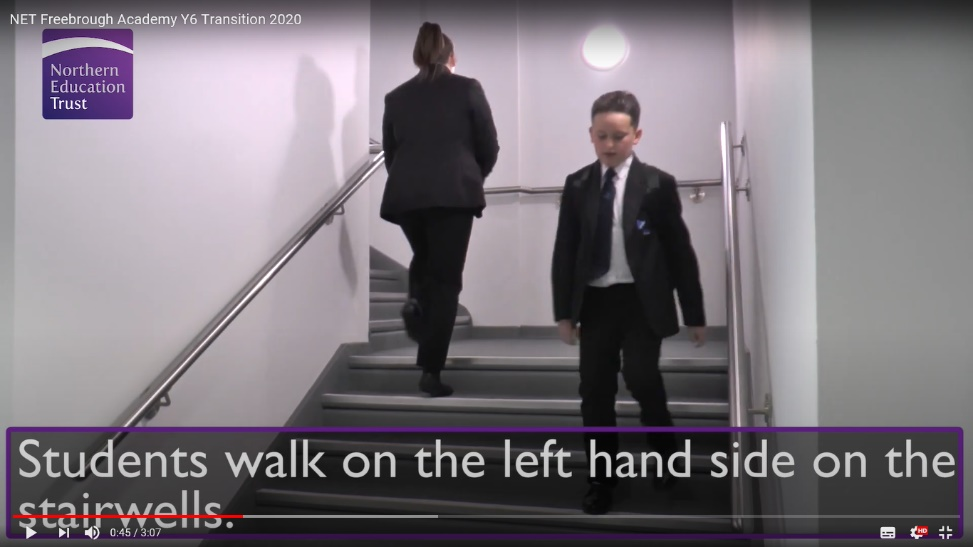 NET Freebrough Academy Y6 Transition 2020
Northern
Education
Trust
Students walk on the left hand side on the
stairwells.
0:45 / 3:07
HD